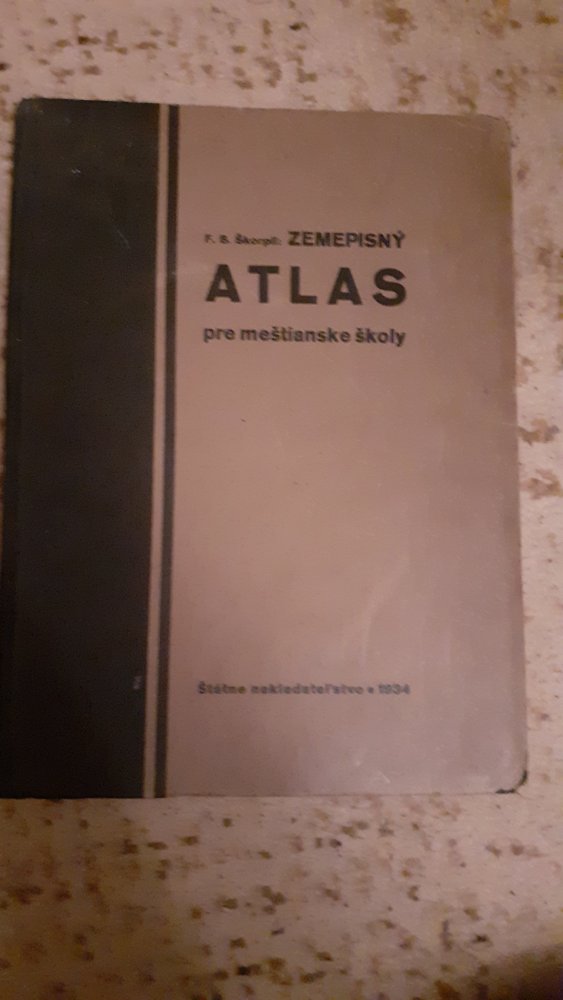 F. B. Škorpil: ZEMEPISNÝ
ATLAS
pre meštianske školy
Štátne nakladateľstvo • 1934